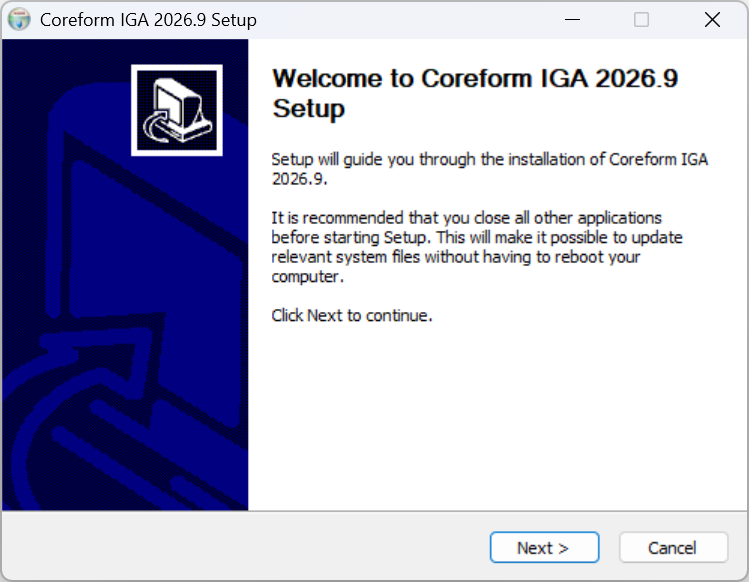 Coreform IGA 2026.9 Setup
Welcome to Coreform IGA 2026.9
Setup
Setup will guide you through the installation of Coreform IGA
2026.9.
It is recommended that you close all other applications
before starting Setup. This will make it possible to update
relevant system files without having to reboot your
computer.
Click Next to continue.
Next >
Cancel